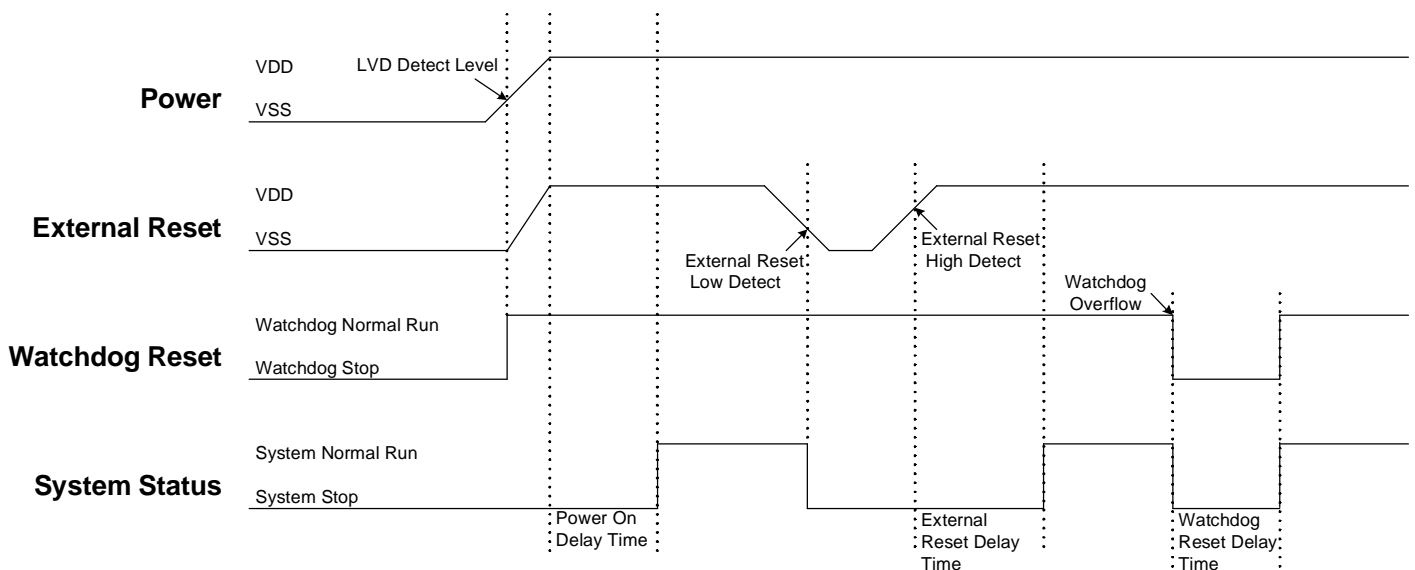 VDD
LVD Detect Level
Power
VSS
VDD
External Reset
VSS
External Reset
Low Detect
External Reset
High Detect
Watchdog
Overflow
Watchdog Normal Run
Watchdog Reset
Watchdog Stop
System Normal Run
System Status
System Stop
Power On
Delay Time
External
Reset Delay
Time
Watchdog
Reset Delay
Time